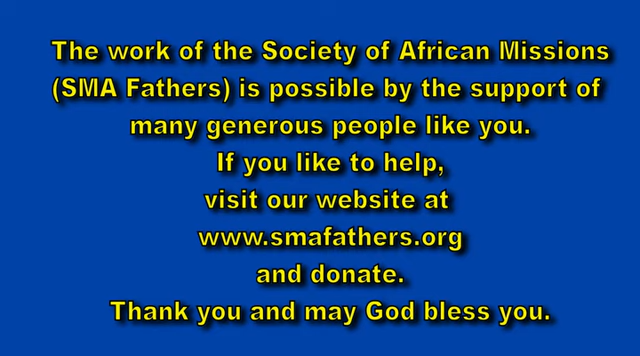 The work of the Society of African Missions
(SMA Fathers) is possible by the support of
many generous people like you.
If you like to help,
visit our website at
www.smafathers.org
and donate.
Thank you and may God bless you.